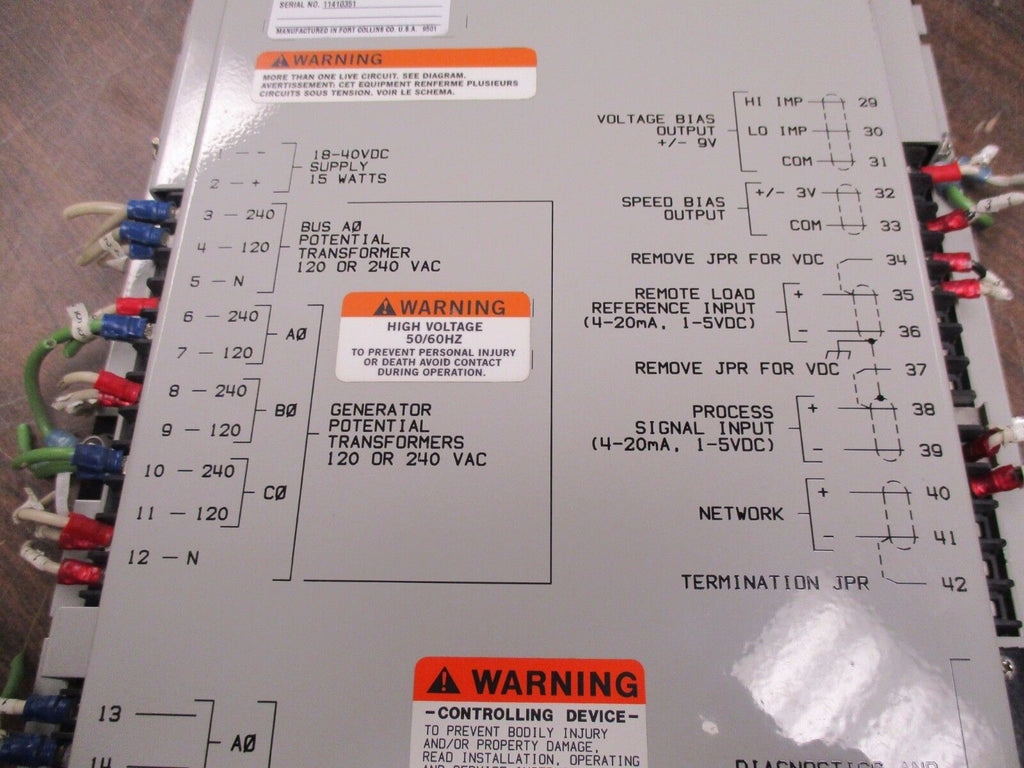 SERIAL NO. 11410351
MANUFACTURED IN FORT COLLINS CO. U.S.A. 9501
WARNING
MORE THAN ONE LIVE CIRCUIT. SEE DIAGRAM.
AVERTISSEMENT: CET EQUIPMENT RENFERME PLUSIEURS
CIRCUITS SOUS TENSION. VOIR LE SCHEMA.
1 - -
2 - +
18-40VDC
SUPPLY
15 WATTS
3 - 240
4 - 120
5 - N
BUS AØ
POTENTIAL
TRANSFORMER
120 OR 240 VAC
6 - 240
7 - 120
AØ
8 - 240
9 - 120
BØ
10 - 240
11 - 120
CØ
12 - N
GENERATOR
POTENTIAL
TRANSFORMERS
120 OR 240 VAC
WARNING
HIGH VOLTAGE
50/60HZ
TO PREVENT PERSONAL INJURY
OR DEATH AVOID CONTACT
DURING OPERATION.
VOLTAGE BIAS
OUTPUT
+/- 9V
HI IMP 29
LO IMP 30
COM 31
SPEED BIAS
OUTPUT
+/- 3V 32
COM 33
REMOVE JPR FOR VDC 34
REMOTE LOAD
REFERENCE INPUT
(4-20mA, 1-5VDC)
+ 35
- 36
REMOVE JPR FOR VDC 37
PROCESS
SIGNAL INPUT
(4-20mA, 1-5VDC)
+ 38
- 39
NETWORK
+ 40
- 41
TERMINATION JPR 42
13
14
AØ
WARNING
-CONTROLLING DEVICE-
TO PREVENT BODILY INJURY
AND/OR PROPERTY DAMAGE,
READ INSTALLATION, OPERATING
DIAGNOSTICS AND